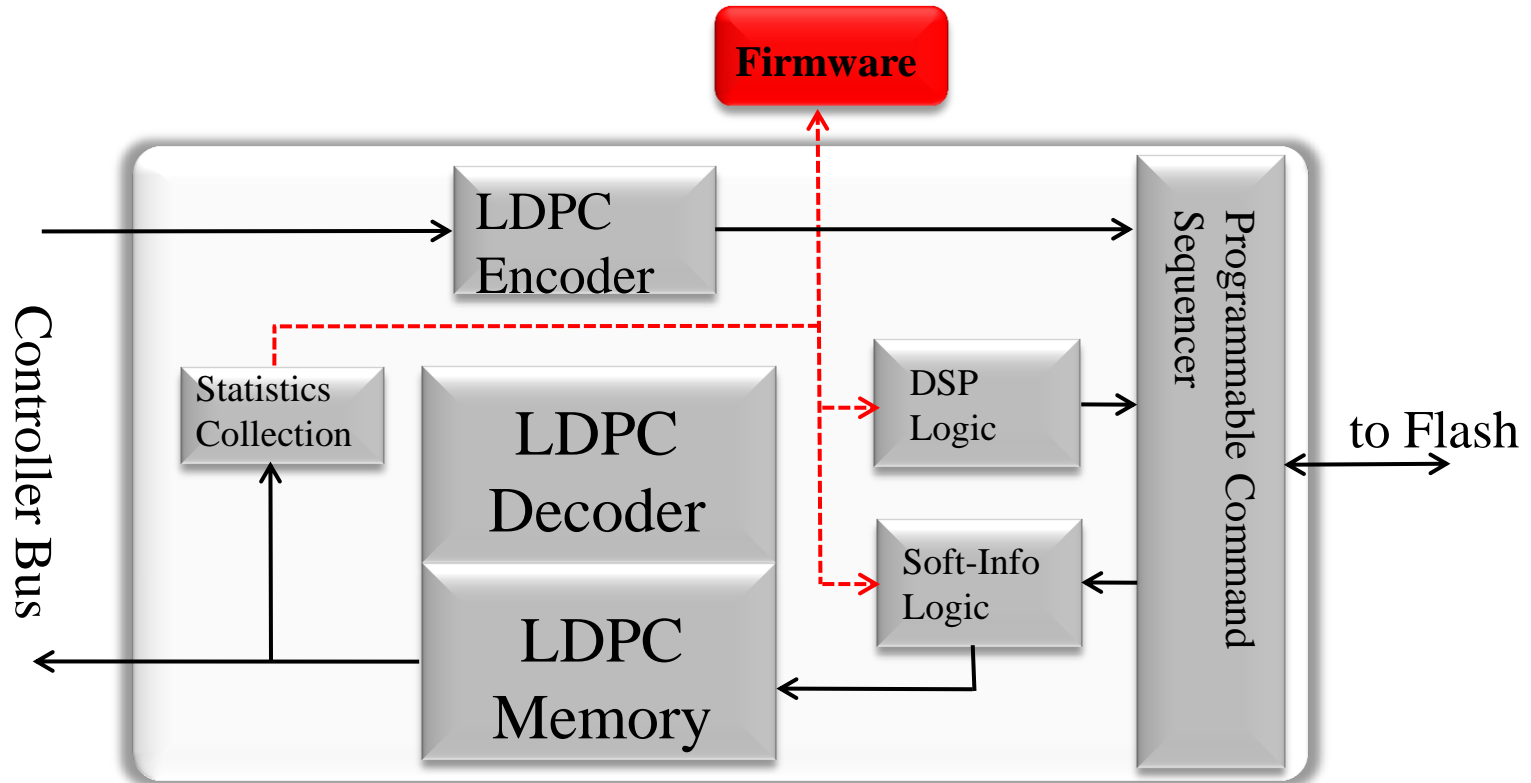 Firmware
LDPC
Encoder
Programmable Command
Sequencer
Controller Bus
Statistics
Collection
LDPC
Decoder
DSP
Logic
to Flash
Soft-Info
Logic
LDPC
Memory